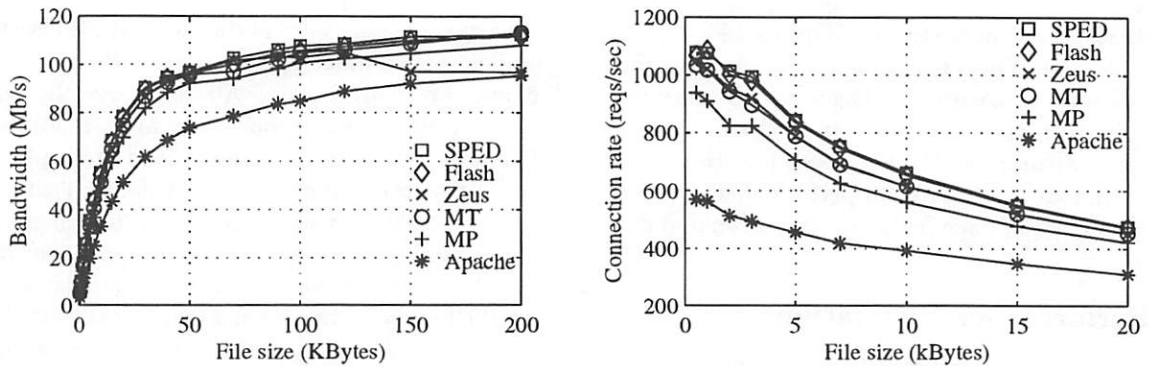 120
100
80
60
40
20
0
0
50
100
150
200
Bandwidth (Mb/s)
File size (KBytes)
SPED
Flash
Zeus
MT
MP
Apache
1200
1000
800
600
400
200
0
5
10
15
20
Connection rate (reqs/sec)
File size (kBytes)
SPED
Flash
Zeus
MT
MP
Apache